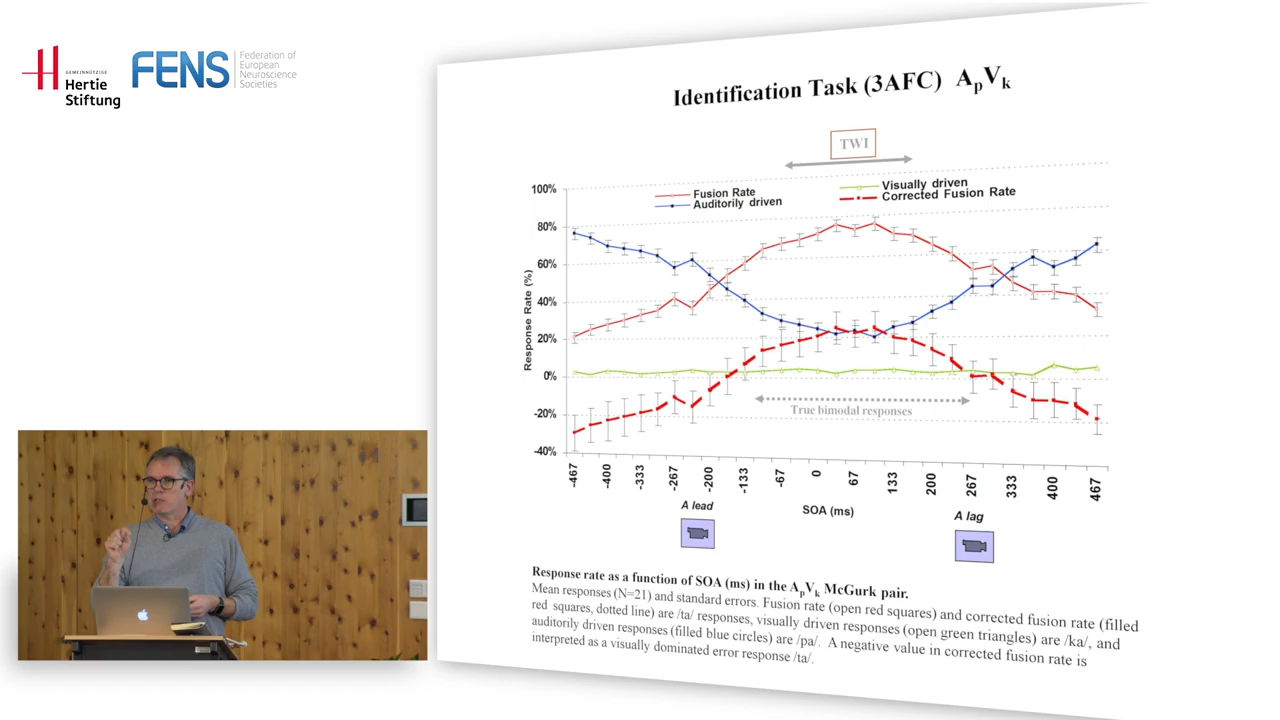 GEMEINNÜTZIGE
Hertie
Stiftung
FENS
Federation of
European
Neuroscience
Societies
Identification Task (3AFC) ApVk
TWI
Fusion Rate
Auditorily driven
Visually driven
Corrected Fusion Rate
100%
80%
60%
40%
20%
0%
-20%
-40%
Response Rate (%)
True bimodal responses
-467
-400
-333
-267
-200
-133
-67
0
67
133
200
267
333
400
467
A lead
SOA (ms)
A lag
Response rate as a function of SOA (ms) in the ApVk McGurk pair.
Mean responses (N=21) and standard errors. Fusion rate (open red squares) and corrected fusion rate (filled
red squares, dotted line) are /ta/ responses, visually driven responses (open green triangles) are /ka/, and
auditorily driven responses (filled blue circles) are /pa/. A negative value in corrected fusion rate is
interpreted as a visually dominated error response /ta/.